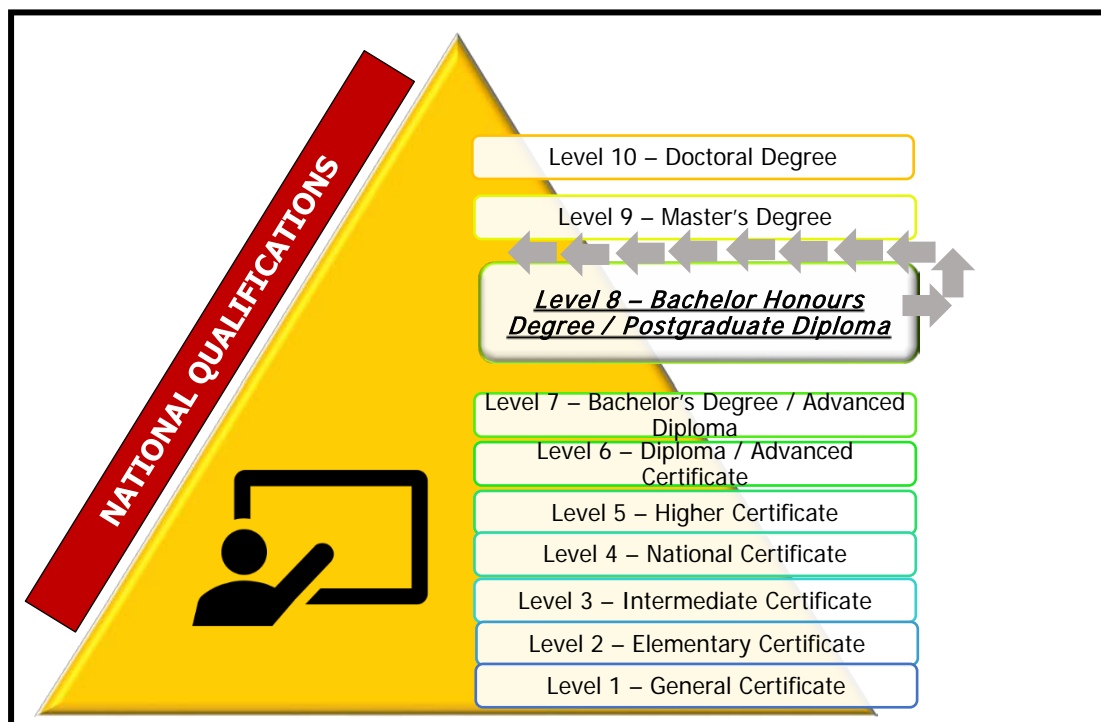 NATIONAL QUALIFICATIONS
Level 10 – Doctoral Degree
Level 9 – Master's Degree
Level 8 – Bachelor Honours
Degree / Postgraduate Diploma
Level 7 – Bachelor's Degree / Advanced
Diploma
Level 6 – Diploma / Advanced
Certificate
Level 5 – Higher Certificate
Level 4 – National Certificate
Level 3 – Intermediate Certificate
Level 2 – Elementary Certificate
Level 1 – General Certificate